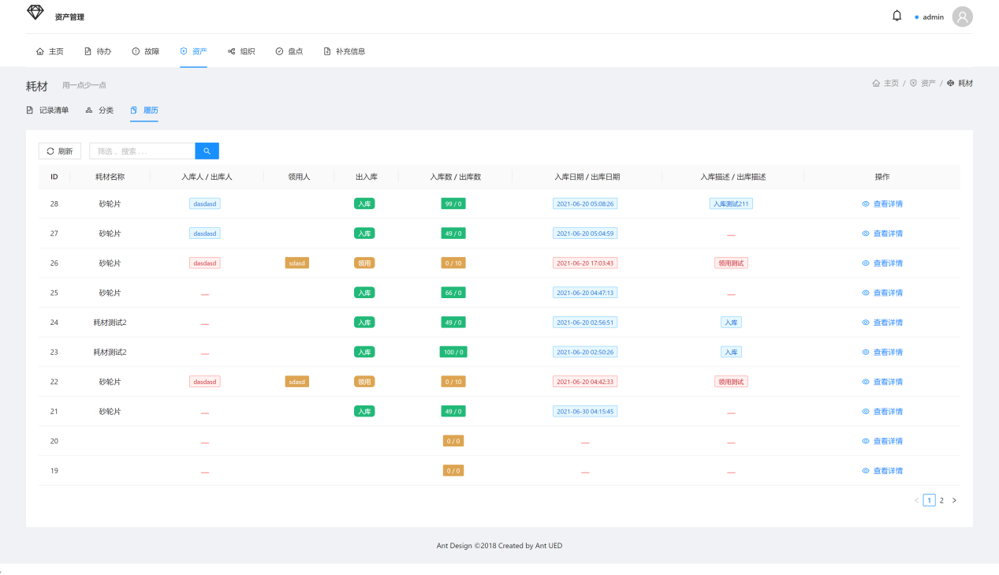 资产管理
admin
主页 待办 故障 资产 组织 盘点 补充信息
耗材 用一点少一点
主页 / 资产 / 耗材
记录清单 分类 履历
刷新 筛选 、搜索 . . .
ID 耗材名称 入库人 / 出库人 领用人 出入库 入库数 / 出库数 入库日期 / 出库日期 入库描述 / 出库描述 操作
28 砂轮片 dasdasd 入库 99 / 0 2021-06-20 05:08:26 入库测试211 查看详情
27 砂轮片 dasdasd 入库 49 / 0 2021-06-20 05:04:59 — 查看详情
26 砂轮片 dasdasd sdasd 领用 0 / 10 2021-06-20 17:03:43 领用测试 查看详情
25 砂轮片 — 入库 66 / 0 2021-06-20 04:47:13 — 查看详情
24 耗材测试2 — 入库 49 / 0 2021-06-20 02:56:51 入库 查看详情
23 耗材测试2 — 入库 100 / 0 2021-06-20 02:50:26 入库 查看详情
22 砂轮片 dasdasd sdasd 领用 0 / 10 2021-06-20 04:42:33 领用测试 查看详情
21 砂轮片 — 入库 49 / 0 2021-06-30 04:15:45 — 查看详情
20 — 0 / 0 — — 查看详情
19 — 0 / 0 — — 查看详情
< 1 2 >
Ant Design ©2018 Created by Ant UED